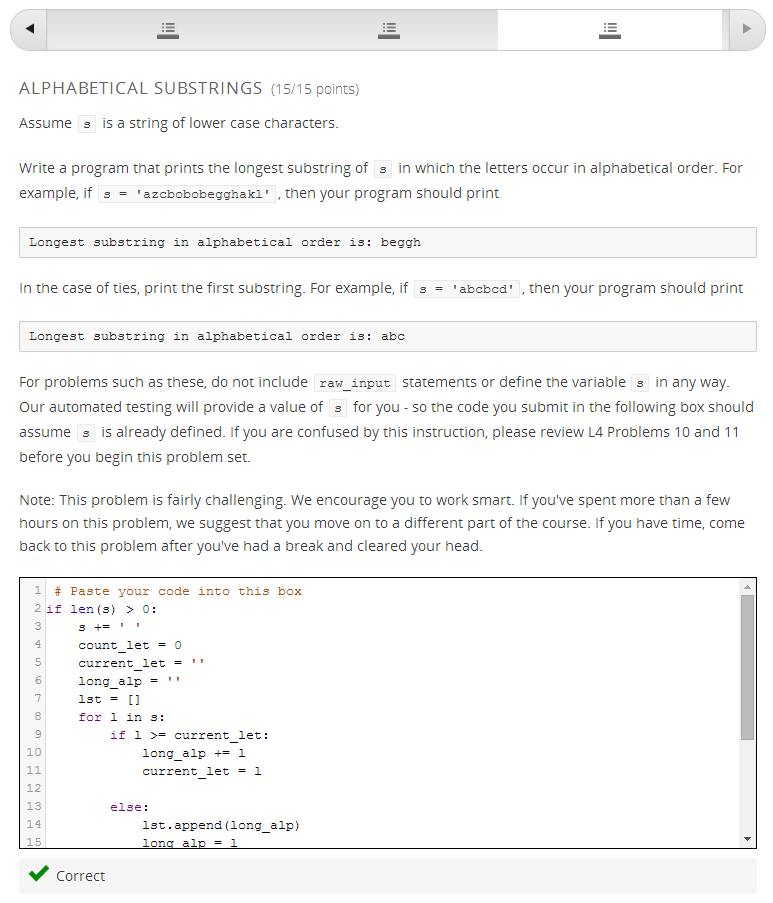 ALPHABETICAL SUBSTRINGS (15/15 points)
Assume s is a string of lower case characters.
Write a program that prints the longest substring of s in which the letters occur in alphabetical order. For
example, if s = 'azcbobobegghakl', then your program should print
Longest substring in alphabetical order is: beggh
In the case of ties, print the first substring. For example, if s = 'abcbcd', then your program should print
Longest substring in alphabetical order is: abc
For problems such as these, do not include raw_input statements or define the variable s in any way.
Our automated testing will provide a value of s for you - so the code you submit in the following box should
assume s is already defined. If you are confused by this instruction, please review L4 Problems 10 and 11
before you begin this problem set.
Note: This problem is fairly challenging. We encourage you to work smart. If you've spent more than a few
hours on this problem, we suggest that you move on to a different part of the course. If you have time, come
back to this problem after you've had a break and cleared your head.
1 # Paste your code into this box
2 if len(s) > 0:
3     s += ' '
4     count_let = 0
5     current_let = ''
6     long_alp = ''
7     lst = []
8     for l in s:
9         if l >= current_let:
10             long_alp += l
11             current_let = l
12
13         else:
14             lst.append(long_alp)
15             long_alp = l
Correct